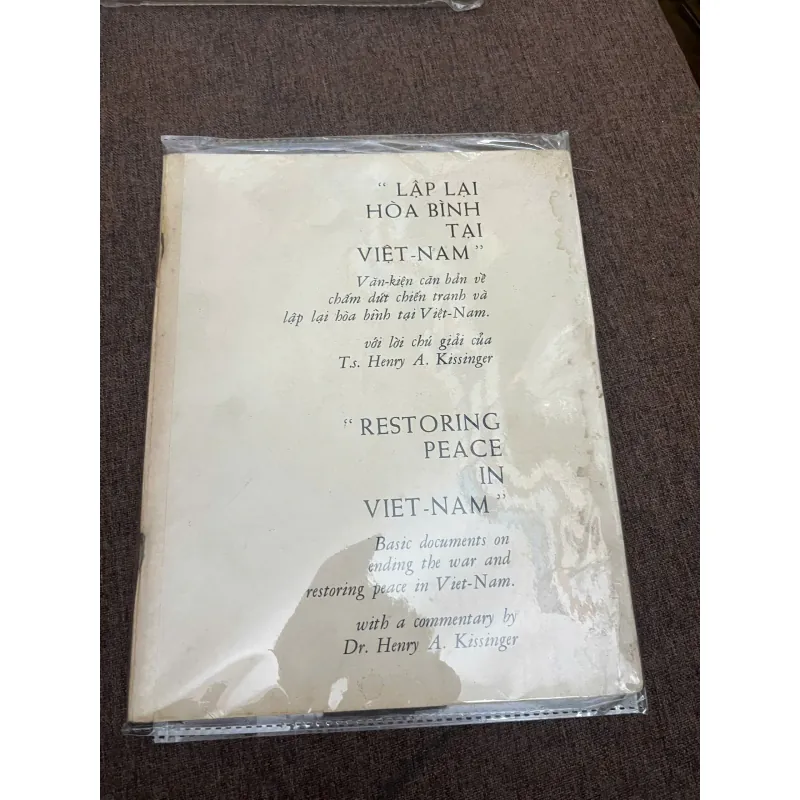 “ LẬP LẠI
HÒA BÌNH
TẠI
VIỆT-NAM ”
Văn-kiện căn bản về
chấm dứt chiến tranh và
lập lại hòa bình tại Việt-Nam.
với lời chú giải của
T.s. Henry A. Kissinger
“ RESTORING
PEACE
IN
VIET-NAM ”
Basic documents on
ending the war and
restoring peace in Viet-Nam.
with a commentary by
Dr. Henry A. Kissinger